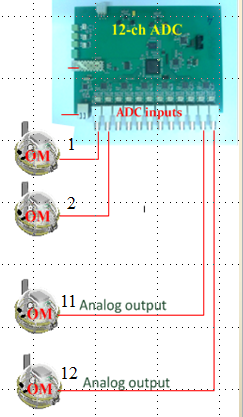 12-ch ADC
ADC inputs
1
OM
2
OM
11 Analog output
OM
12 Analog output
OM